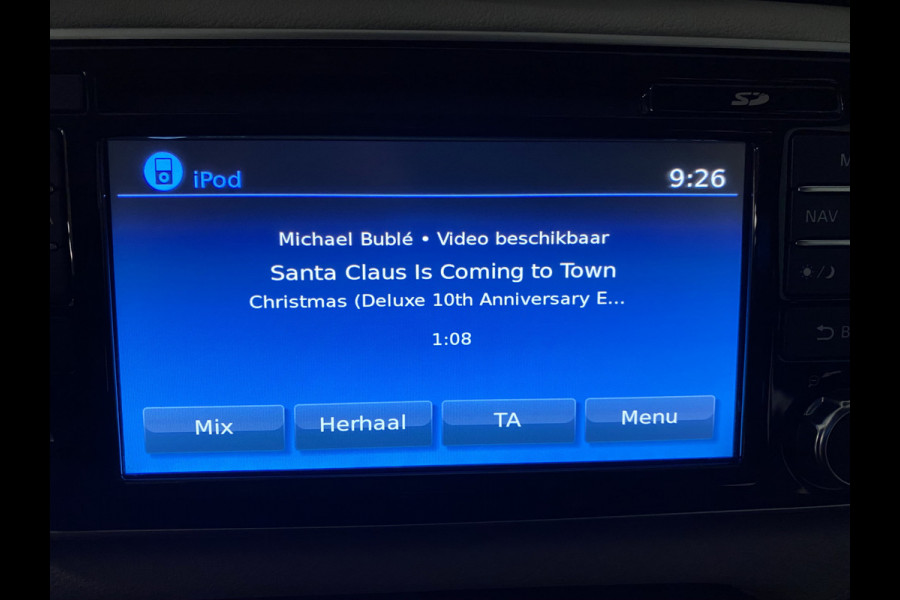 SD
iPod
9:26
Michael Bublé • Video beschikbaar
Santa Claus Is Coming to Town
Christmas (Deluxe 10th Anniversary E...
1:08
Mix
Herhaal
TA
Menu
M
NAV
B